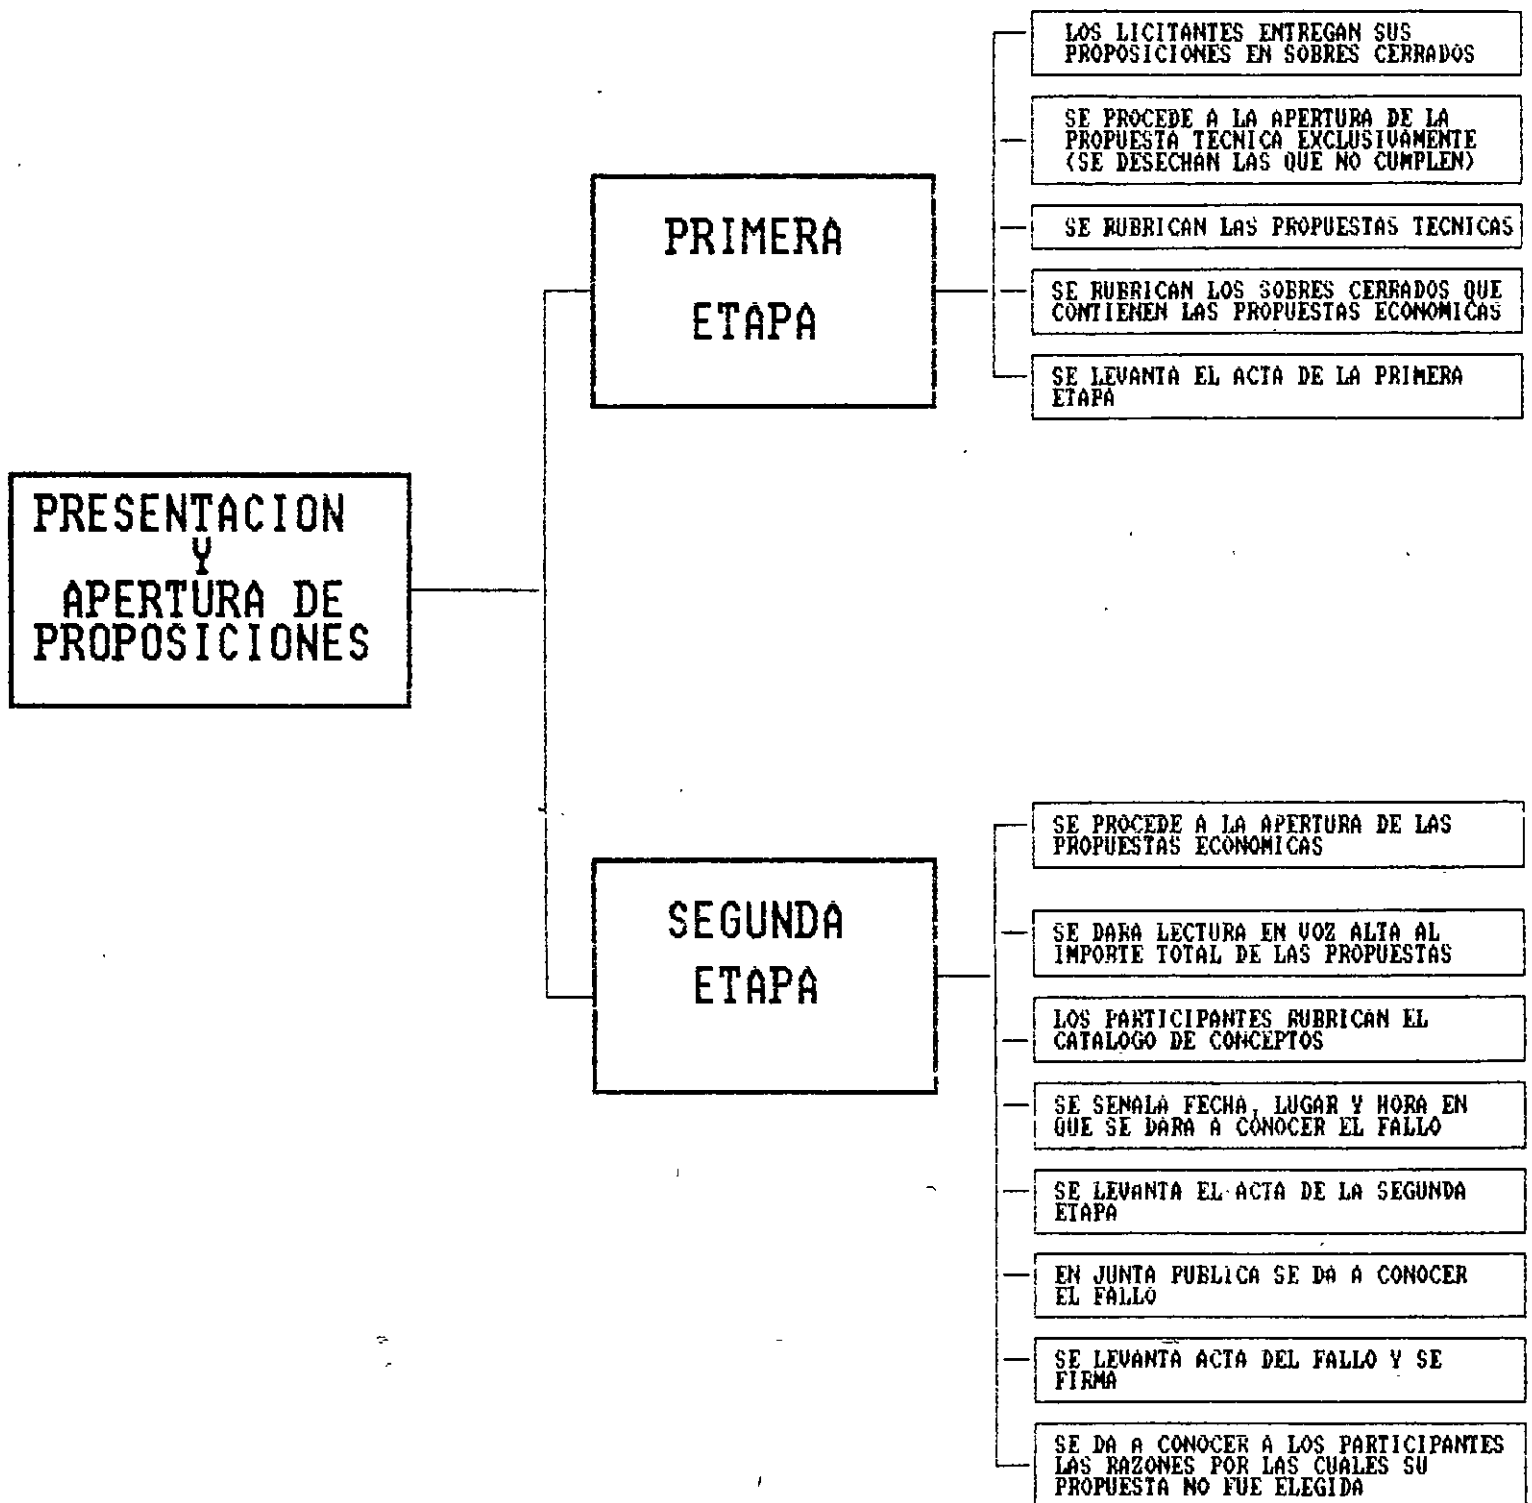 PRESENTACION
Y
APERTURA DE
PROPOSICIONES
PRIMERA
ETAPA
LOS LICITANTES ENTREGAN SUS
PROPOSICIONES EN SOBRES CERRADOS
SE PROCEDE A LA APERTURA DE LA
PROPUESTA TECNICA EXCLUSIVAMENTE
(SE DESECHAN LAS QUE NO CUMPLEN)
SE RUBRICAN LAS PROPUESTAS TECNICAS
SE RUBRICAN LOS SOBRES CERRADOS QUE
CONTIENEN LAS PROPUESTAS ECONOMICAS
SE LEVANTA EL ACTA DE LA PRIMERA
ETAPA
SEGUNDA
ETAPA
SE PROCEDE A LA APERTURA DE LAS
PROPUESTAS ECONOMICAS
SE DARA LECTURA EN VOZ ALTA AL
IMPORTE TOTAL DE LAS PROPUESTAS
LOS PARTICIPANTES RUBRICAN EL
CATALOGO DE CONCEPTOS
SE SENALA FECHA, LUGAR Y HORA EN
QUE SE DARA A CONOCER EL FALLO
SE LEVANTA EL ACTA DE LA SEGUNDA
ETAPA
EN JUNTA PUBLICA SE DA A CONOCER
EL FALLO
SE LEVANTA ACTA DEL FALLO Y SE
FIRMA
SE DA A CONOCER A LOS PARTICIPANTES
LAS RAZONES POR LAS CUALES SU
PROPUESTA NO FUE ELEGIDA